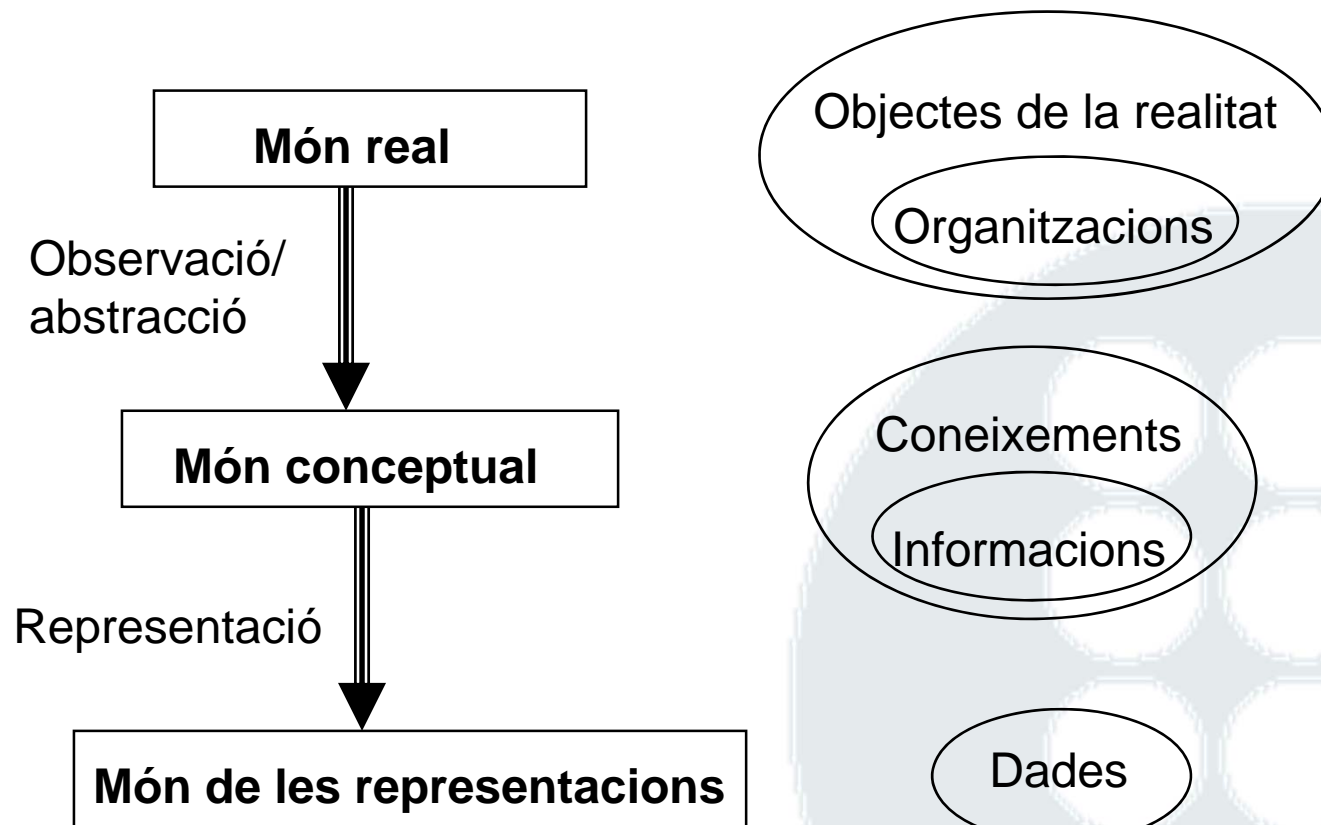 Món real
Objectes de la realitat
Organitzacions
Observació/
abstracció
Món conceptual
Coneixements
Informacions
Representació
Món de les representacions
Dades